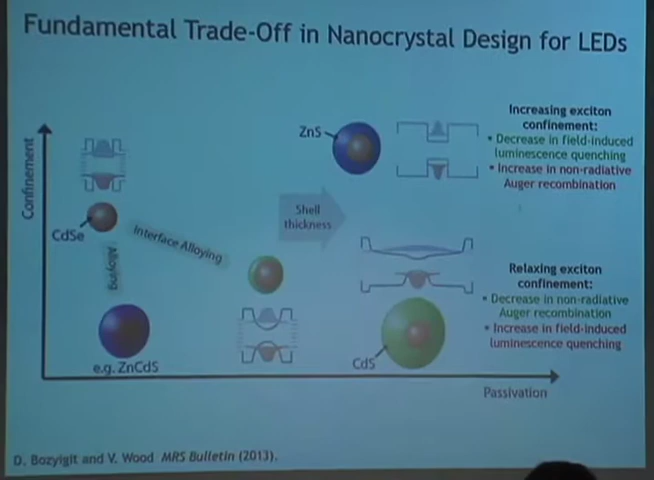 Fundamental Trade-Off in Nanocrystal Design for LEDs
Confinement
CdSe
Alloying
Interface Alloying
e.g. ZnCdS
ZnS
Shell
thickness
CdS
Increasing exciton
confinement:
• Decrease in field-induced
luminescence quenching
• Increase in non-radiative
Auger recombination
Relaxing exciton
confinement:
• Decrease in non-radiative
Auger recombination
• Increase in field-induced
luminescence quenching
Passivation
D. Bozyigit and V. Wood MRS Bulletin (2013).